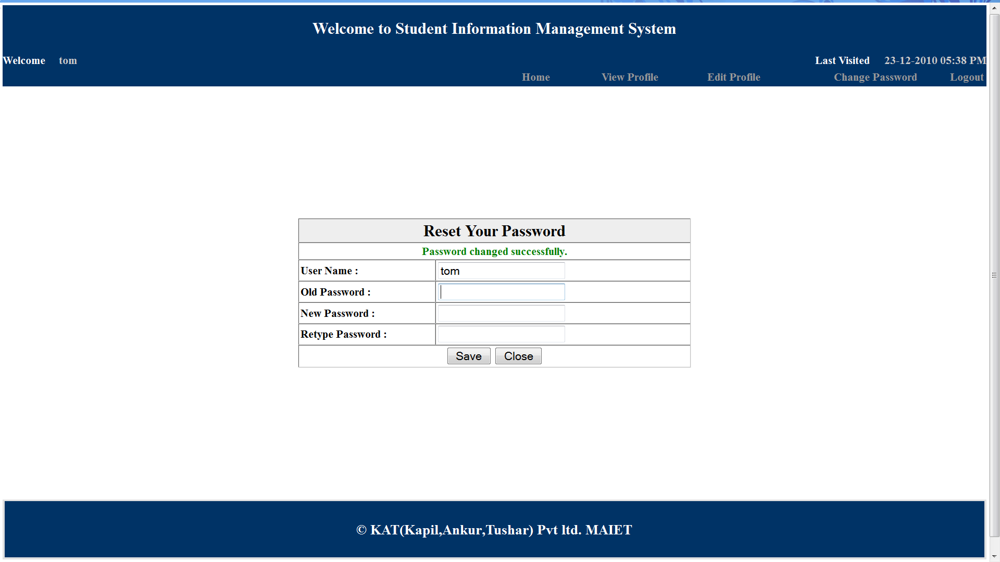 Welcome to Student Information Management System
Welcome tom Last Visited 23-12-2010 05:38 PM
Home View Profile Edit Profile Change Password Logout
Reset Your Password
Password changed successfully.
User Name : tom
Old Password :
New Password :
Retype Password :
Save Close
© KAT(Kapil,Ankur,Tushar) Pvt ltd. MAIET